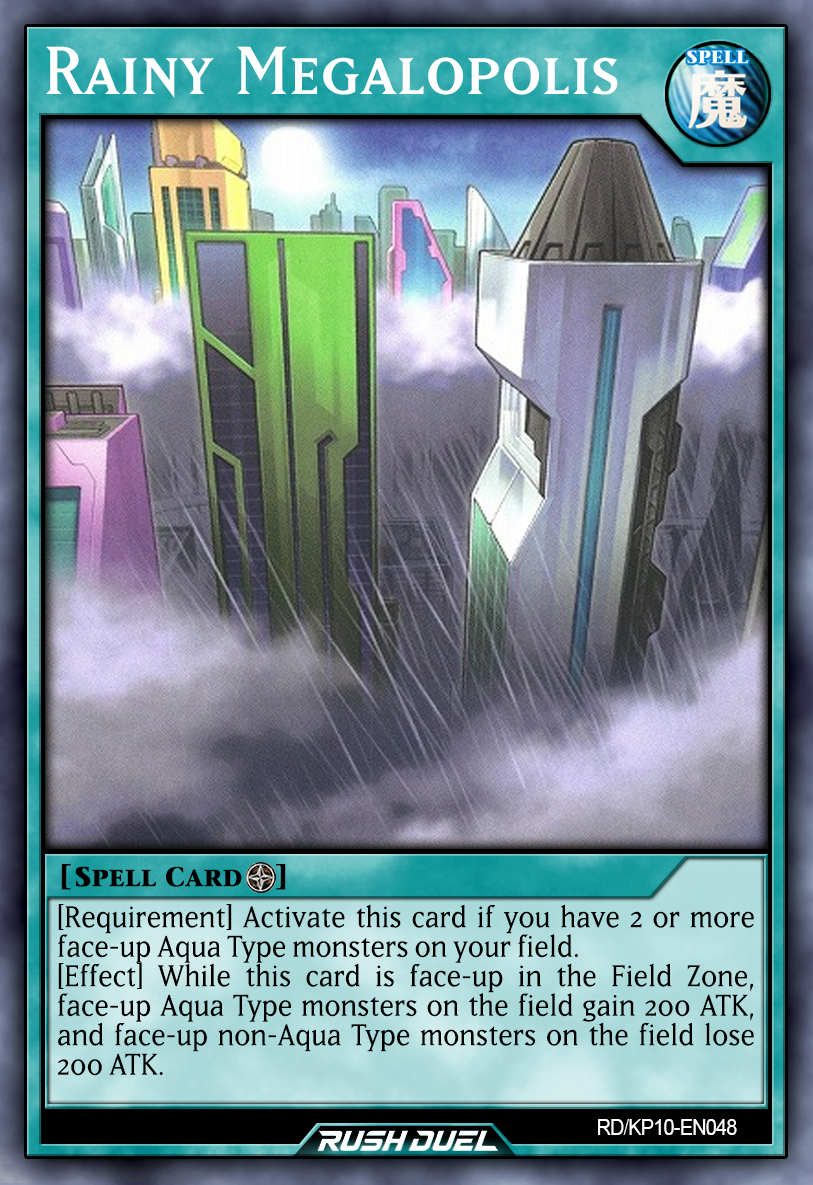 Rainy Megalopolis
SPELL
魔
[Spell Card]
[Requirement] Activate this card if you have 2 or more
face-up Aqua Type monsters on your field.
[Effect] While this card is face-up in the Field Zone,
face-up Aqua Type monsters on the field gain 200 ATK,
and face-up non-Aqua Type monsters on the field lose
200 ATK.
RD/KP10-EN048
RUSH DUEL